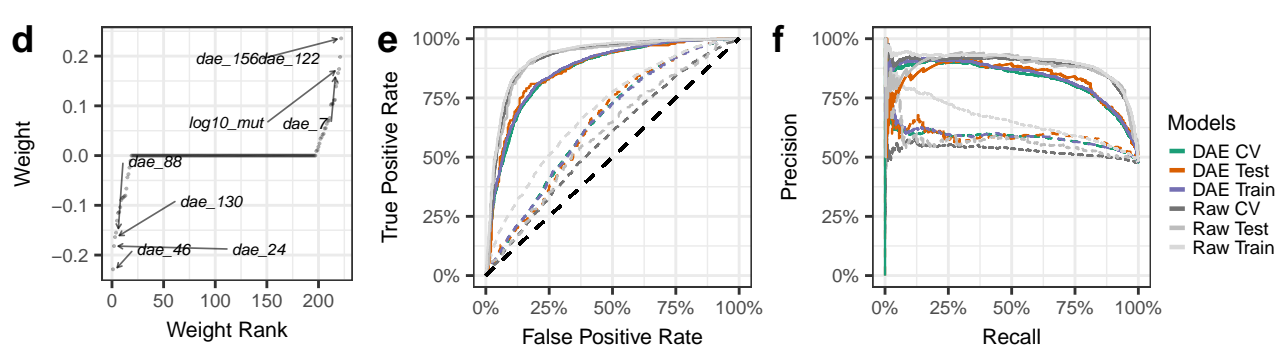 d
0.2
0.1
0.0
−0.1
−0.2
Weight
dae_156
dae_122
log10_mut
dae_7
dae_88
dae_130
dae_46
dae_24
0
50
100
150
200
Weight Rank
e
100%
75%
50%
25%
0%
True Positive Rate
0%
25%
50%
75%
100%
False Positive Rate
f
100%
75%
50%
25%
0%
Precision
0%
25%
50%
75%
100%
Recall
Models
DAE CV
DAE Test
DAE Train
Raw CV
Raw Test
Raw Train